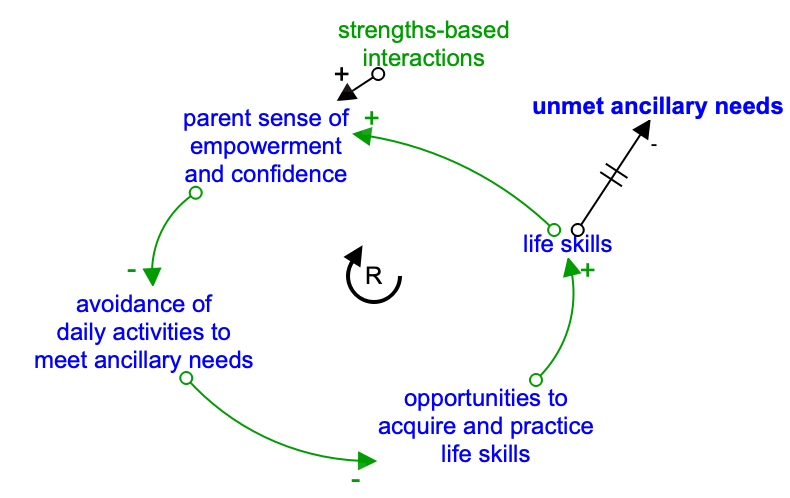 strengths-based
interactions
+
parent sense of +
empowerment
and confidence
unmet ancillary needs
-
life skills
+
R
-
avoidance of
daily activities to
meet ancillary needs
opportunities to
acquire and practice
life skills
-